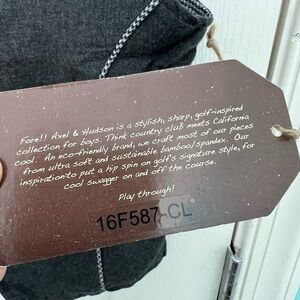 Fore!! Axel & Hudson is a stylish, sharp, golf-inspired
collection for boys. Think country club meets California
cool. An eco-friendly brand, we craft most of our pieces
from ultra soft and sustainable bamboo/spandex. Our
inspiration to put a hip spin on golf's signature style, for
cool swagger on and off the course.
Play through!
16F587-CL